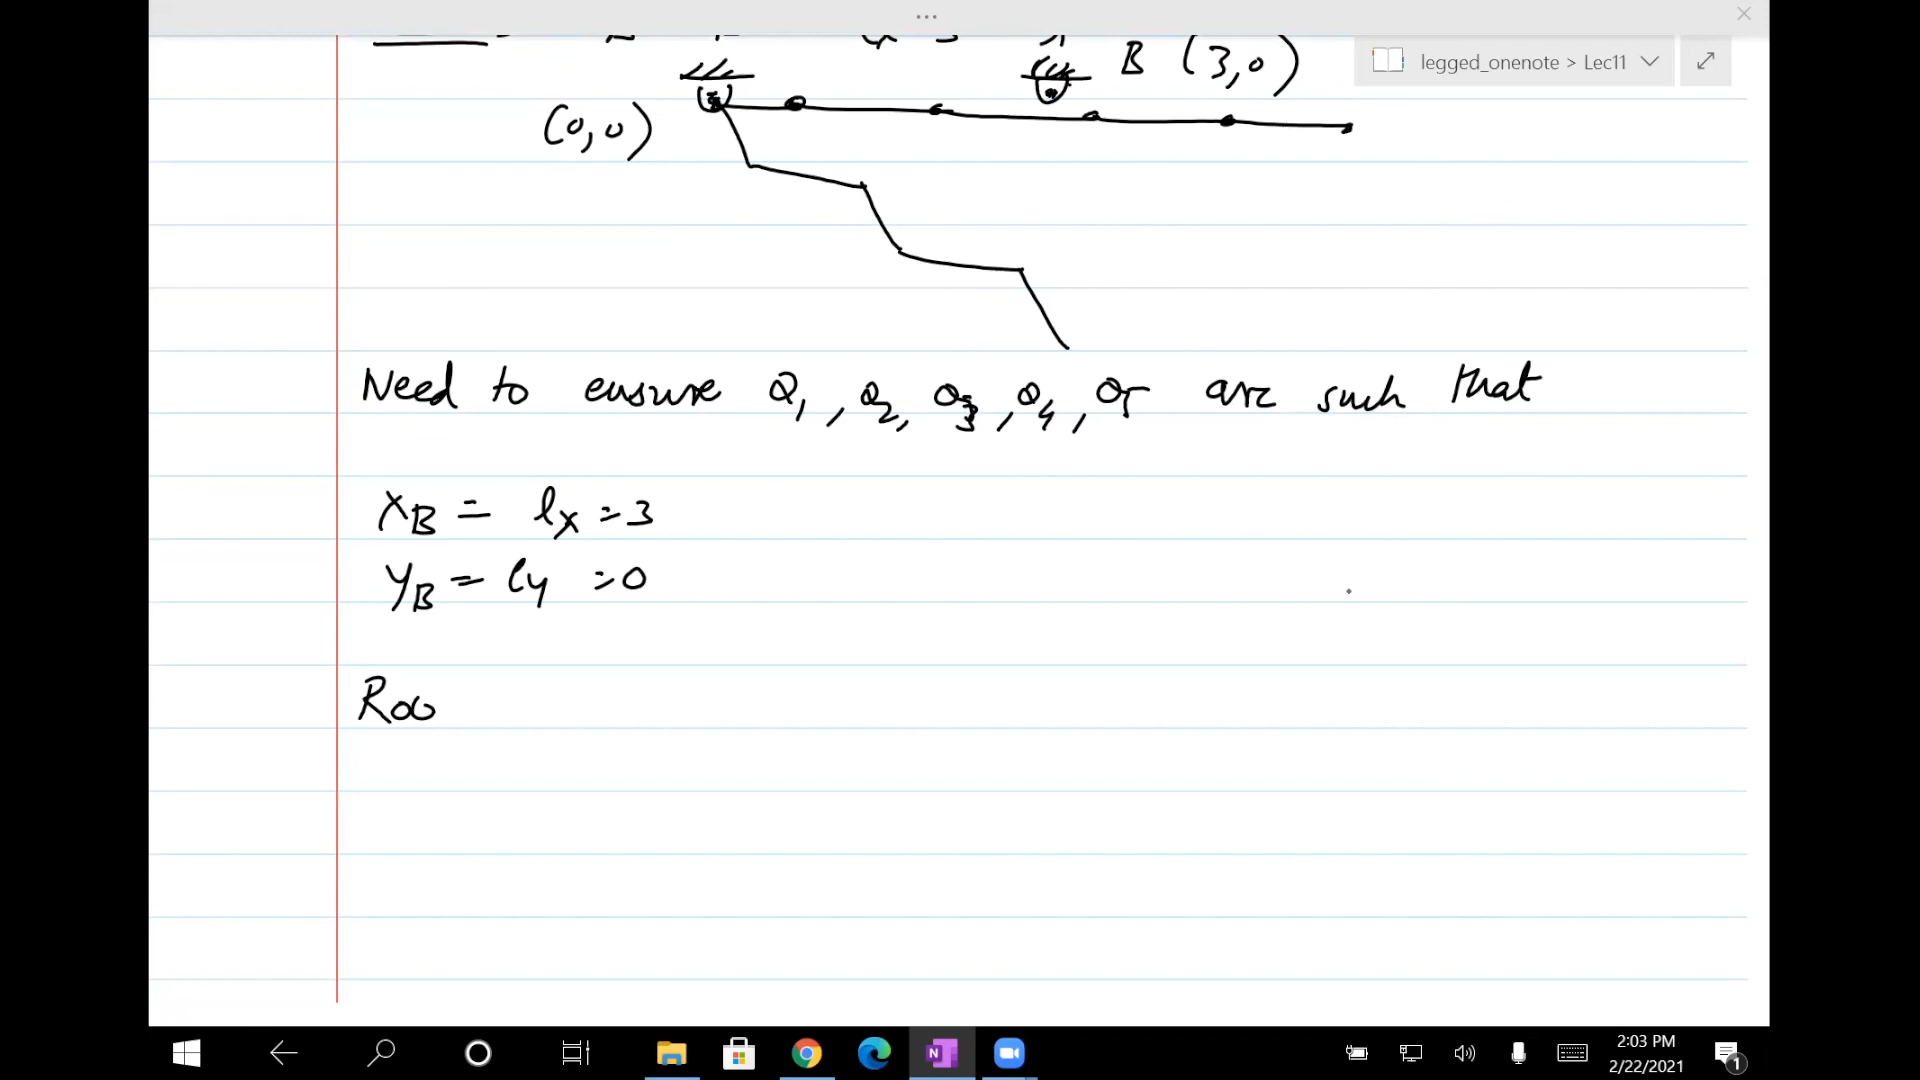 legged_onenote > Lec11
B (3,0)
(0,0)
Need to ensure θ1, θ2, θ3, θ4, θ5 are such that
xB = lx = 3
yB = ly = 0
Roo
2:03 PM
2/22/2021
1